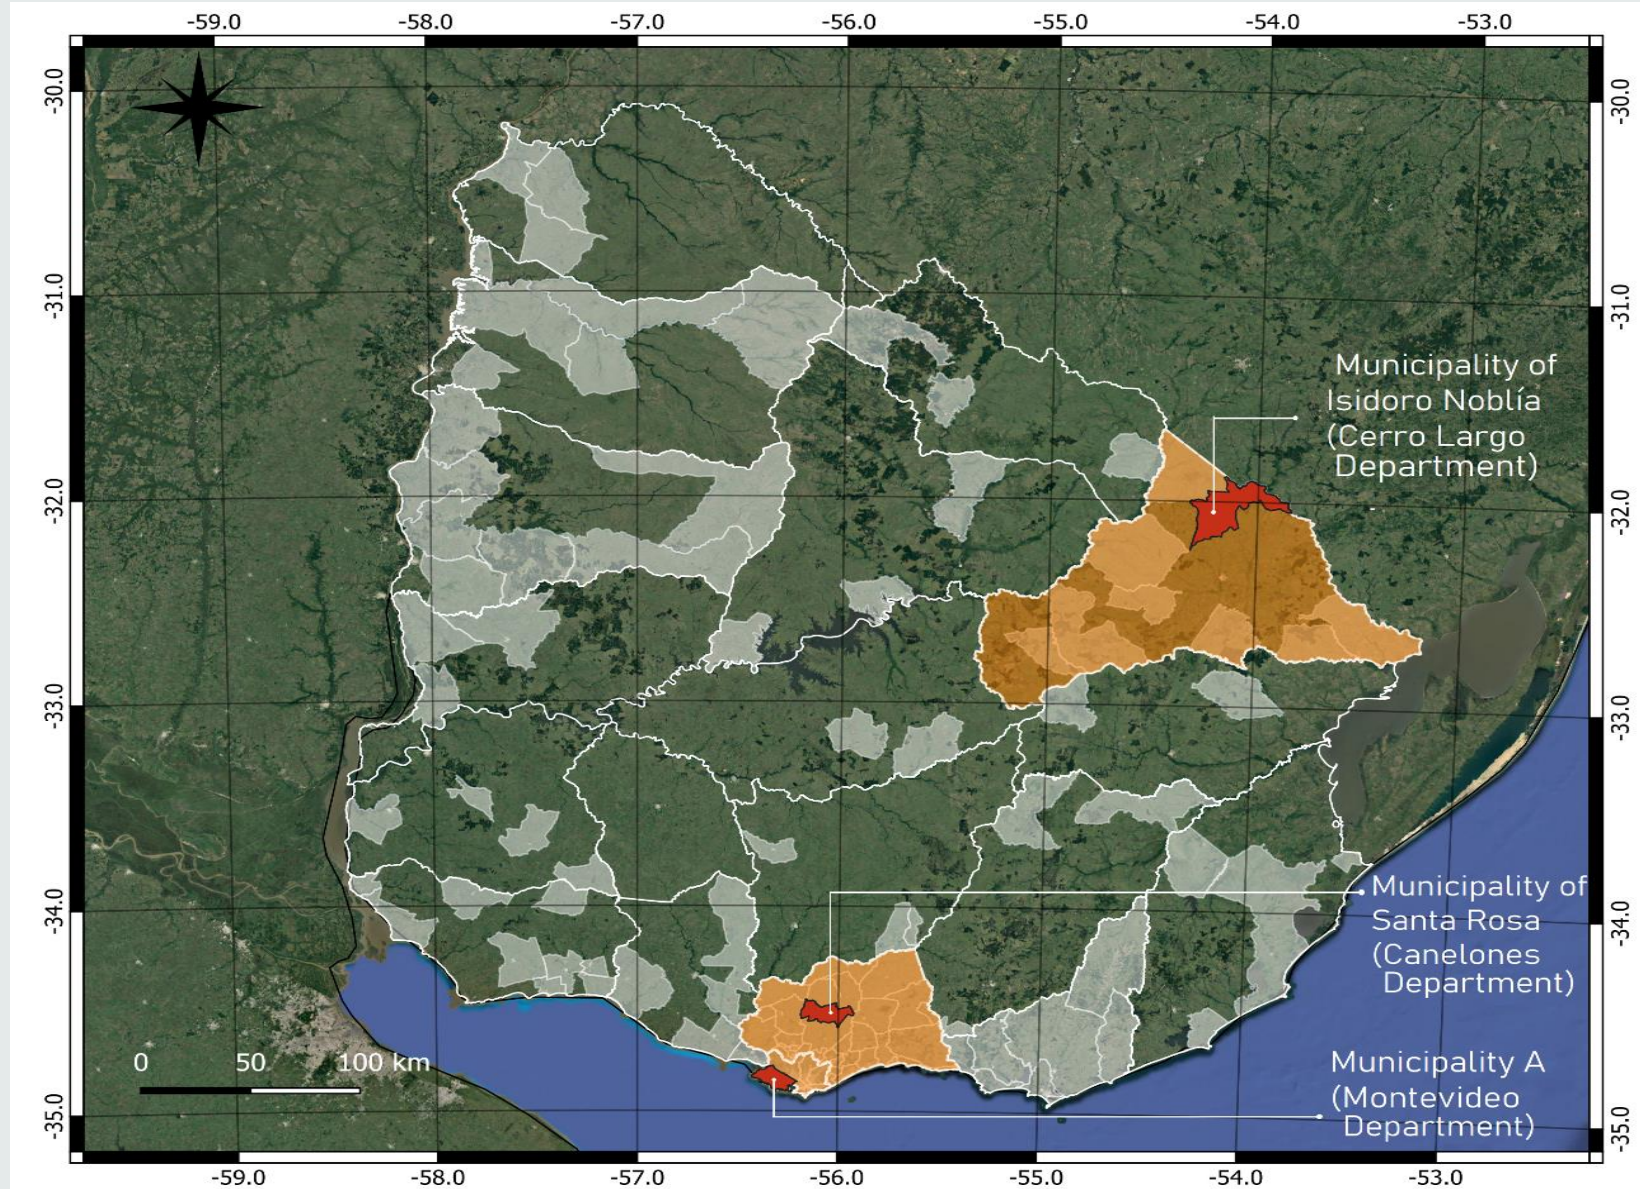 -59.0 -58.0 -57.0 -56.0 -55.0 -54.0 -53.0
-30.0 -30.0
-31.0 -31.0
Municipality of
Isidoro Noblía
(Cerro Largo
Department)
-32.0 -32.0
-33.0 -33.0
Municipality of
Santa Rosa
(Canelones
Department)
-34.0 -34.0
0 50 100 km
Municipality A
(Montevideo
Department)
-35.0 -35.0
-59.0 -58.0 -57.0 -56.0 -55.0 -54.0 -53.0